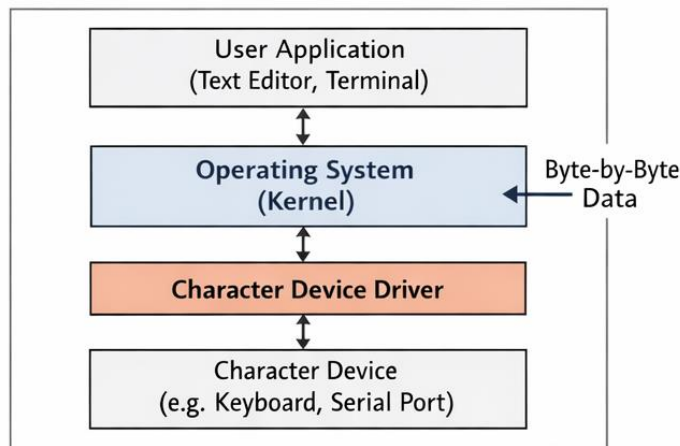 User Application
(Text Editor, Terminal)
Operating System
(Kernel)
Byte-by-Byte
Data
Character Device Driver
Character Device
(e.g. Keyboard, Serial Port)